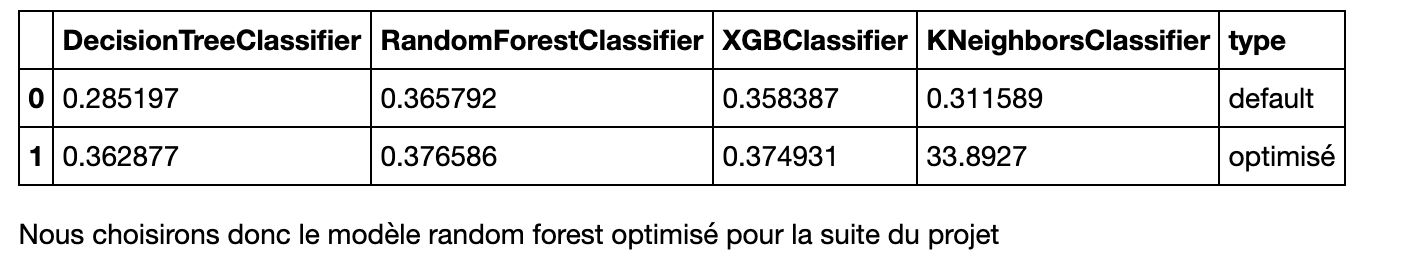 DecisionTreeClassifier RandomForestClassifier XGBClassifier KNeighborsClassifier type
0 0.285197 0.365792 0.358387 0.311589 default
1 0.362877 0.376586 0.374931 33.8927 optimisé
Nous choisirons donc le modèle random forest optimisé pour la suite du projet